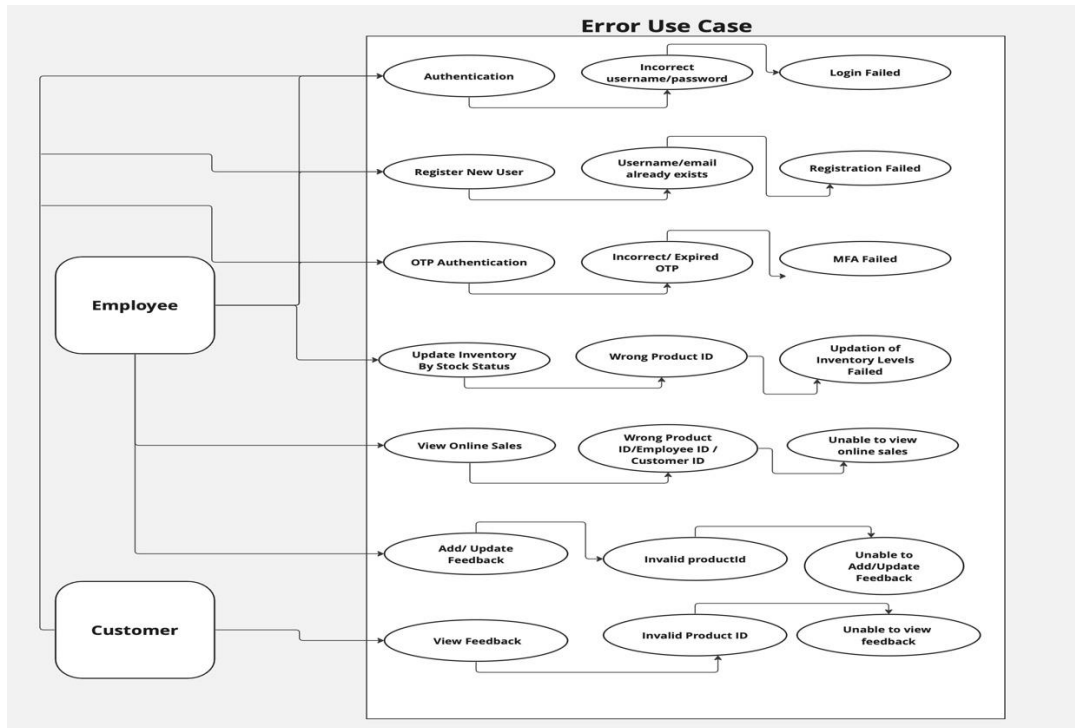 Error Use Case
Authentication
Incorrect
username/password
Login Failed
Register New User
Username/email
already exists
Registration Failed
OTP Authentication
Incorrect/ Expired
OTP
MFA Failed
Employee
Update Inventory
By Stock Status
Wrong Product ID
Updation of
Inventory Levels
Failed
View Online Sales
Wrong Product
ID/Employee ID /
Customer ID
Unable to view
online sales
Add/ Update
Feedback
Invalid productId
Unable to
Add/Update
Feedback
Customer
View Feedback
Invalid Product ID
Unable to view
feedback